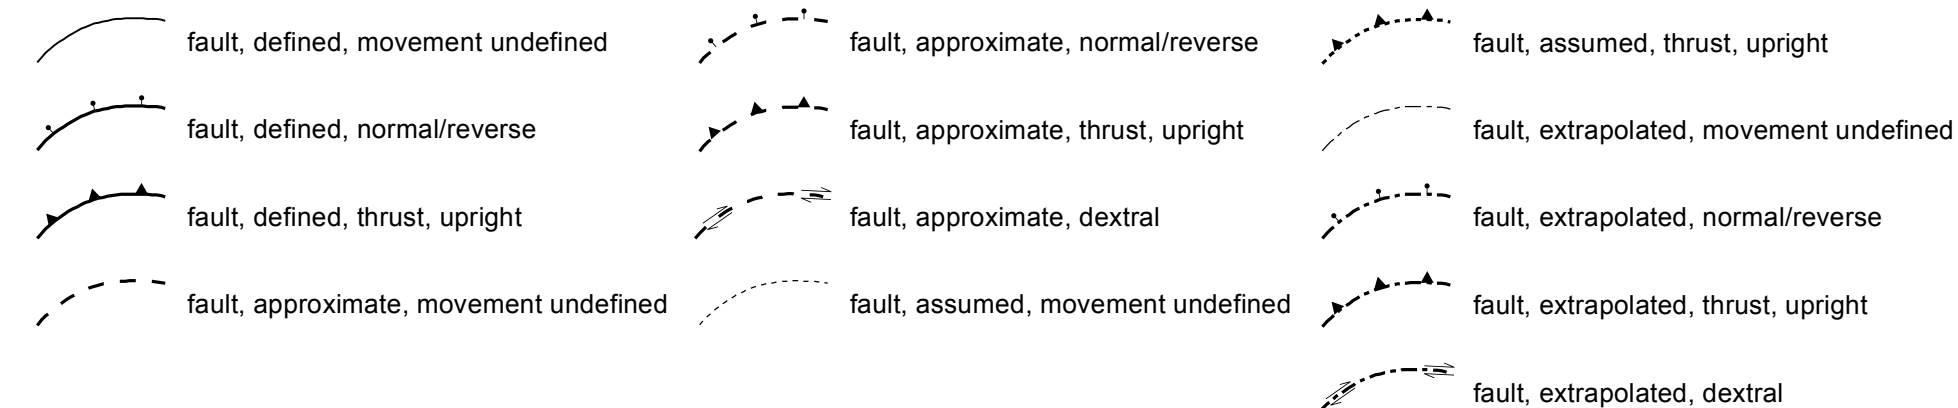 fault, defined, movement undefined
fault, defined, normal/reverse
fault, defined, thrust, upright
fault, approximate, movement undefined
fault, approximate, normal/reverse
fault, approximate, thrust, upright
fault, approximate, dextral
fault, assumed, movement undefined
fault, assumed, thrust, upright
fault, extrapolated, movement undefined
fault, extrapolated, normal/reverse
fault, extrapolated, thrust, upright
fault, extrapolated, dextral